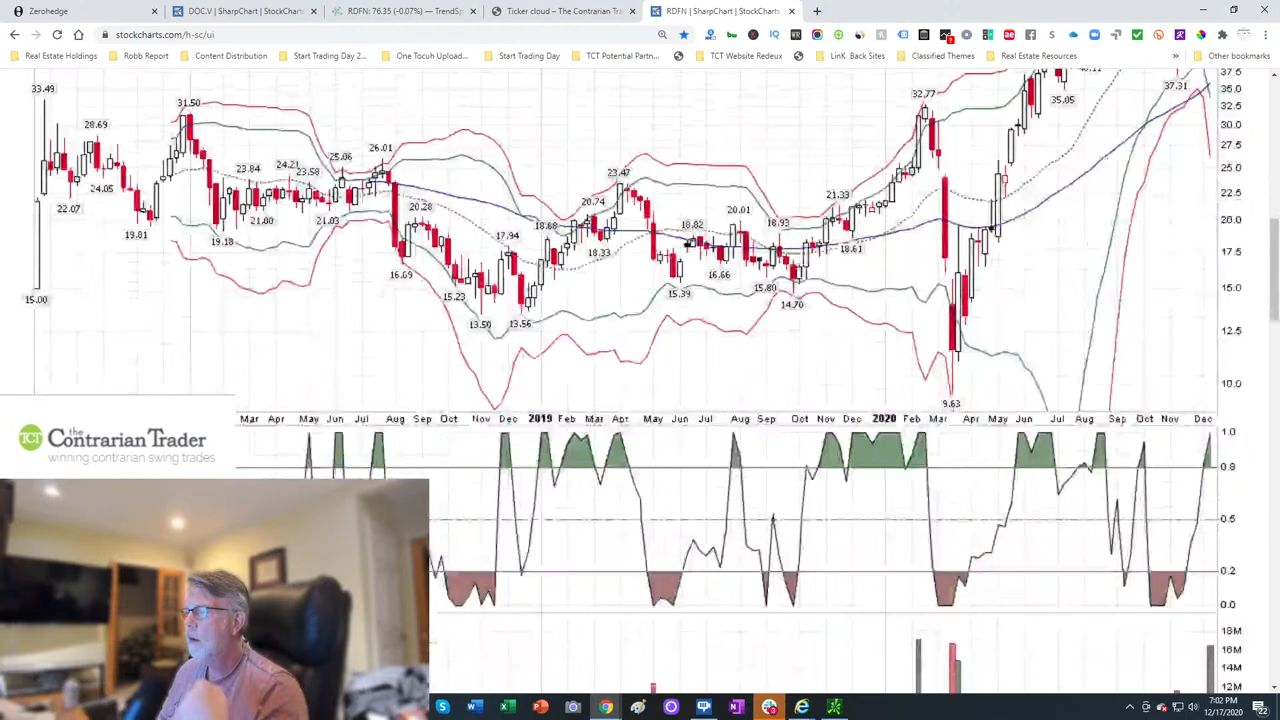 Zerohedge
DOC.V | SharpChart | StockCharts
RDFN: 76.35 (-0.07%) — TrendSp
Ticker cloud – The Contrarian Tra
RDFN | SharpChart | StockCharts
stockcharts.com/h-sc/ui
Real Estate Holdings
Robb Report
Content Distribution
Start Trading Day 2...
One Tocuh Upload...
Start Trading Day
TCT Potential Partn...
TCT Website Redeux
LinK Back Sites
Classified Themes
Real Estate Resources
Other bookmarks
33.49
28.69
24.05
22.07
19.81
15.00
31.50
23.84
24.21
23.58
25.06
26.01
19.18
21.00
21.03
20.28
16.69
15.23
13.50
17.94
13.56
18.68
20.74
18.33
23.47
18.82
15.39
16.66
20.01
15.80
18.93
14.70
21.33
18.61
32.77
9.63
35.05
37.31
37.5
35.0
32.5
30.0
27.5
25.0
22.5
20.0
17.5
15.0
12.5
10.0
Mar Apr May Jun Jul Aug Sep Oct Nov Dec 2019 Feb Mar Apr May Jun Jul Aug Sep Oct Nov Dec 2020 Feb Mar Apr May Jun Jul Aug Sep Oct Nov Dec
1.0
0.8
0.5
0.2
0.0
18M
16M
14M
12M
TCT
the
Contrarian Trader
winning contrarian swing trades
7:02 PM
12/17/2020
22